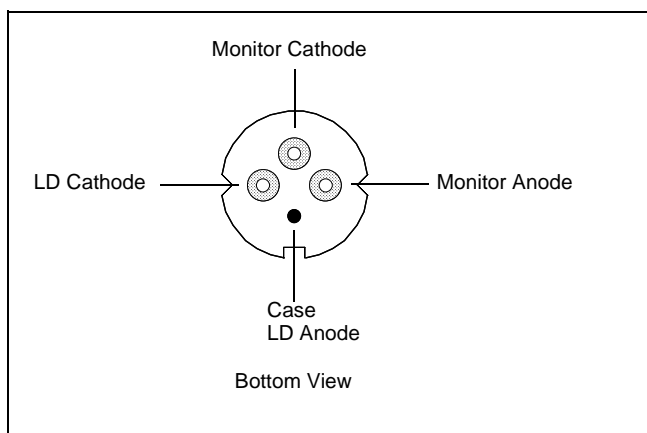 Monitor Cathode
LD Cathode
Monitor Anode
Case
LD Anode
Bottom View